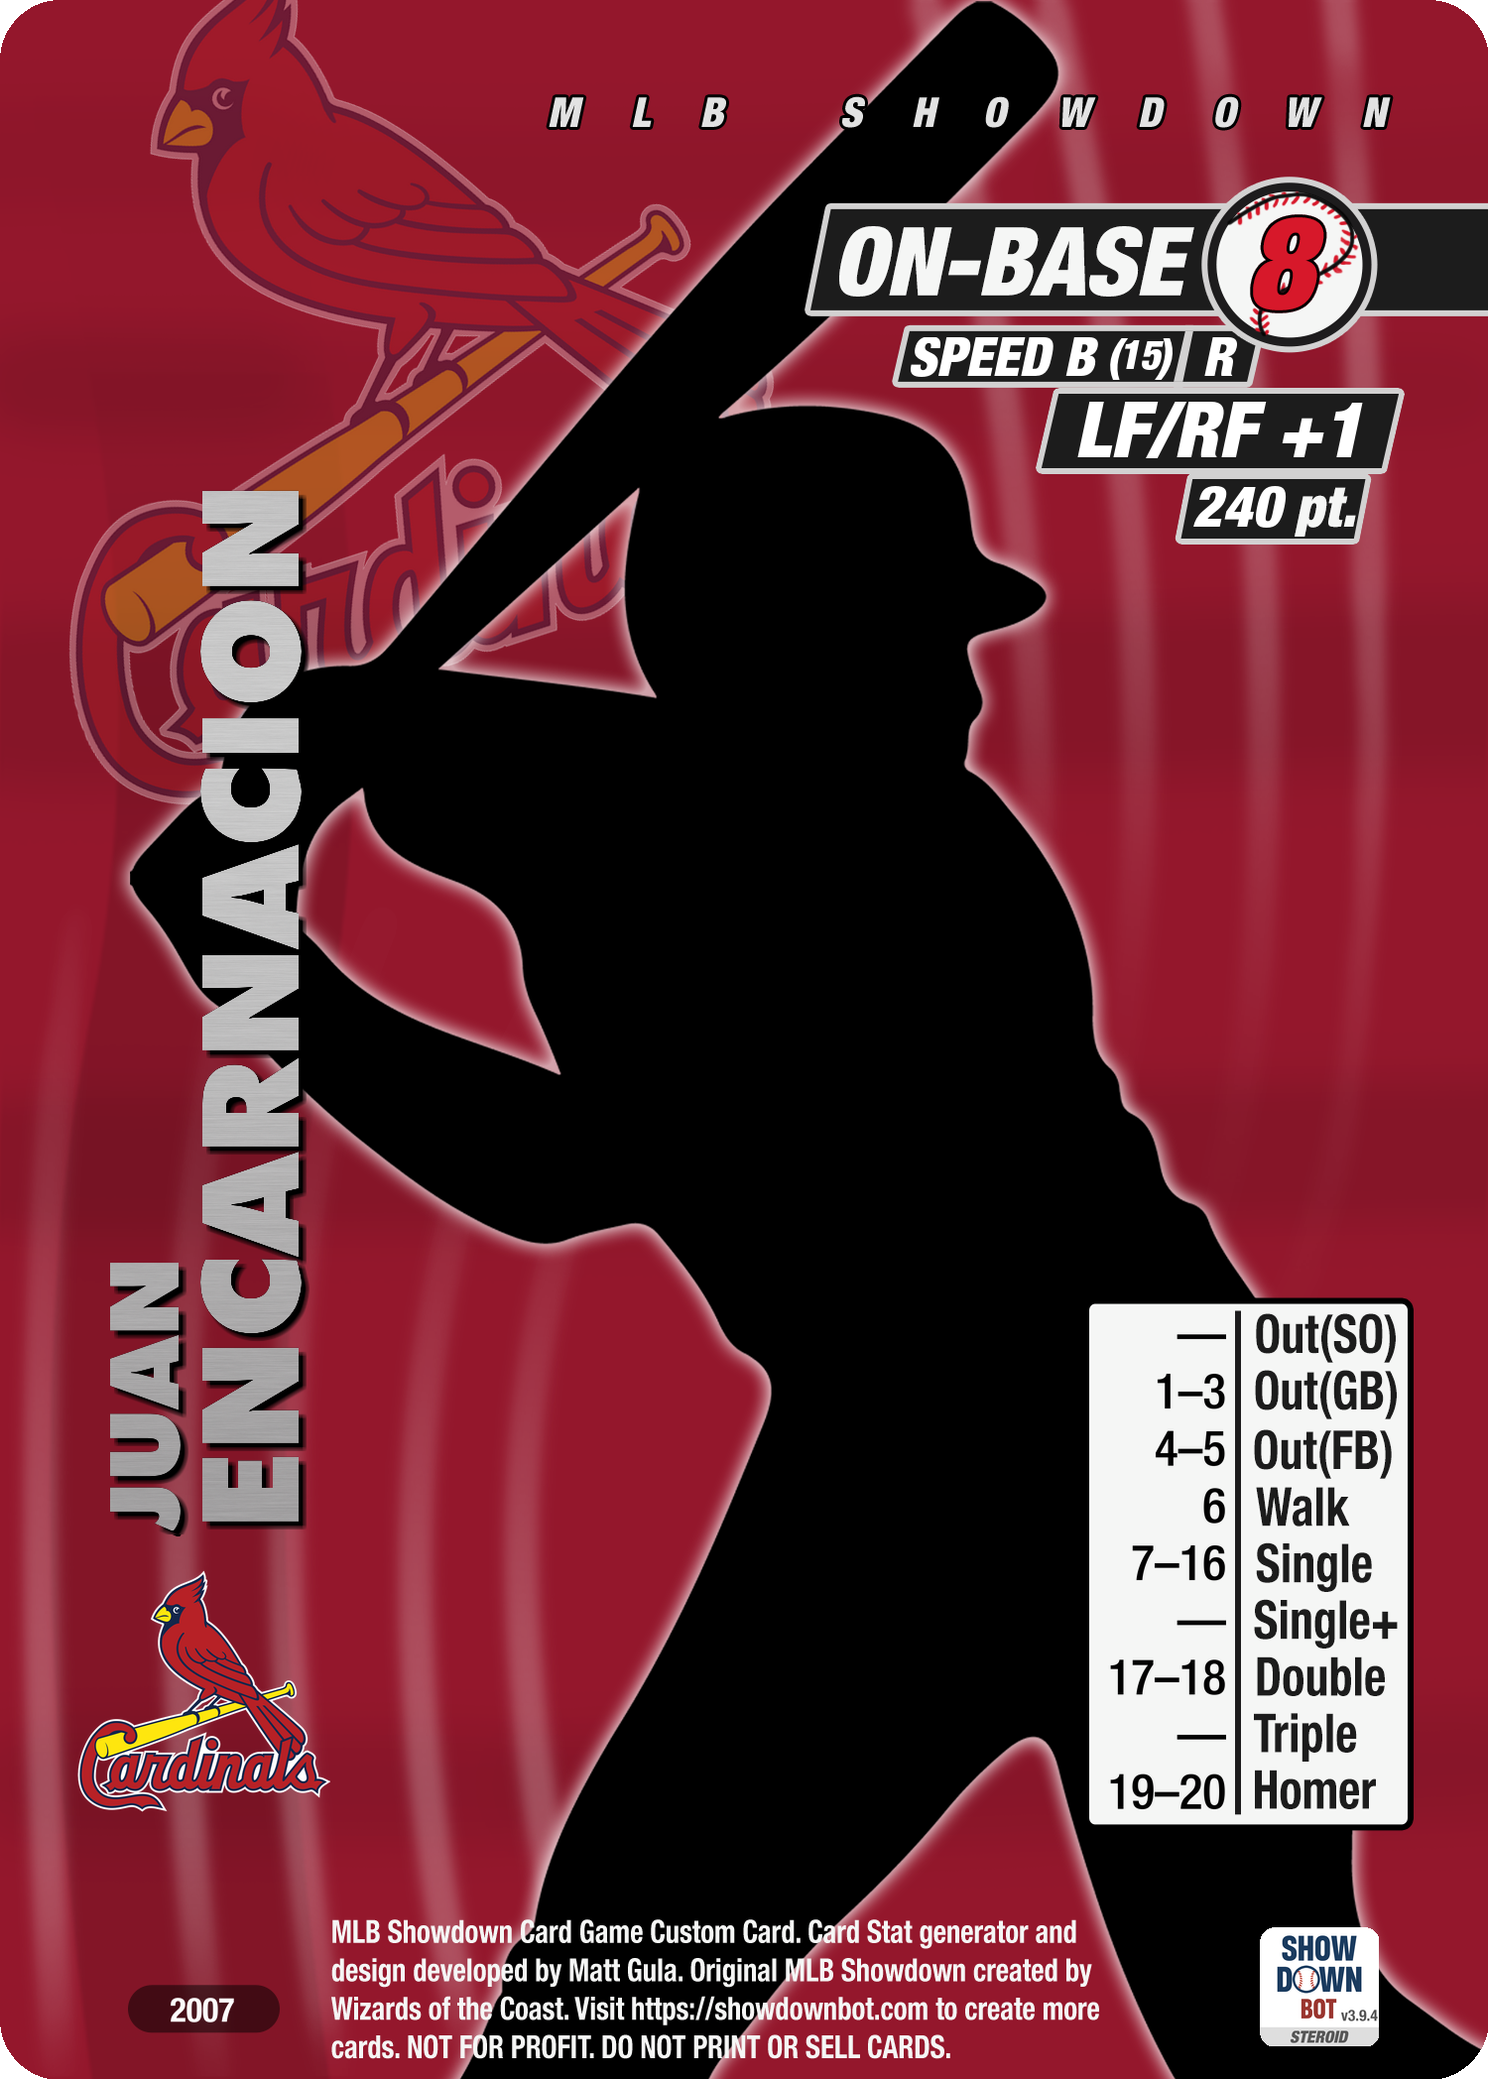 MLB SHOWDOWN
ON-BASE 8
SPEED B (15) R
LF/RF +1
240 pt.
Cardinals
JUAN
ENCARNACION
— Out(SO)
1–3 Out(GB)
4–5 Out(FB)
6 Walk
7–16 Single
— Single+
17–18 Double
— Triple
19–20 Homer
Cardinals
MLB Showdown Card Game Custom Card. Card Stat generator and
design developed by Matt Gula. Original MLB Showdown created by
Wizards of the Coast. Visit https://showdownbot.com to create more
cards. NOT FOR PROFIT. DO NOT PRINT OR SELL CARDS.
2007
SHOW
DOWN
BOT v3.9.4
STEROID